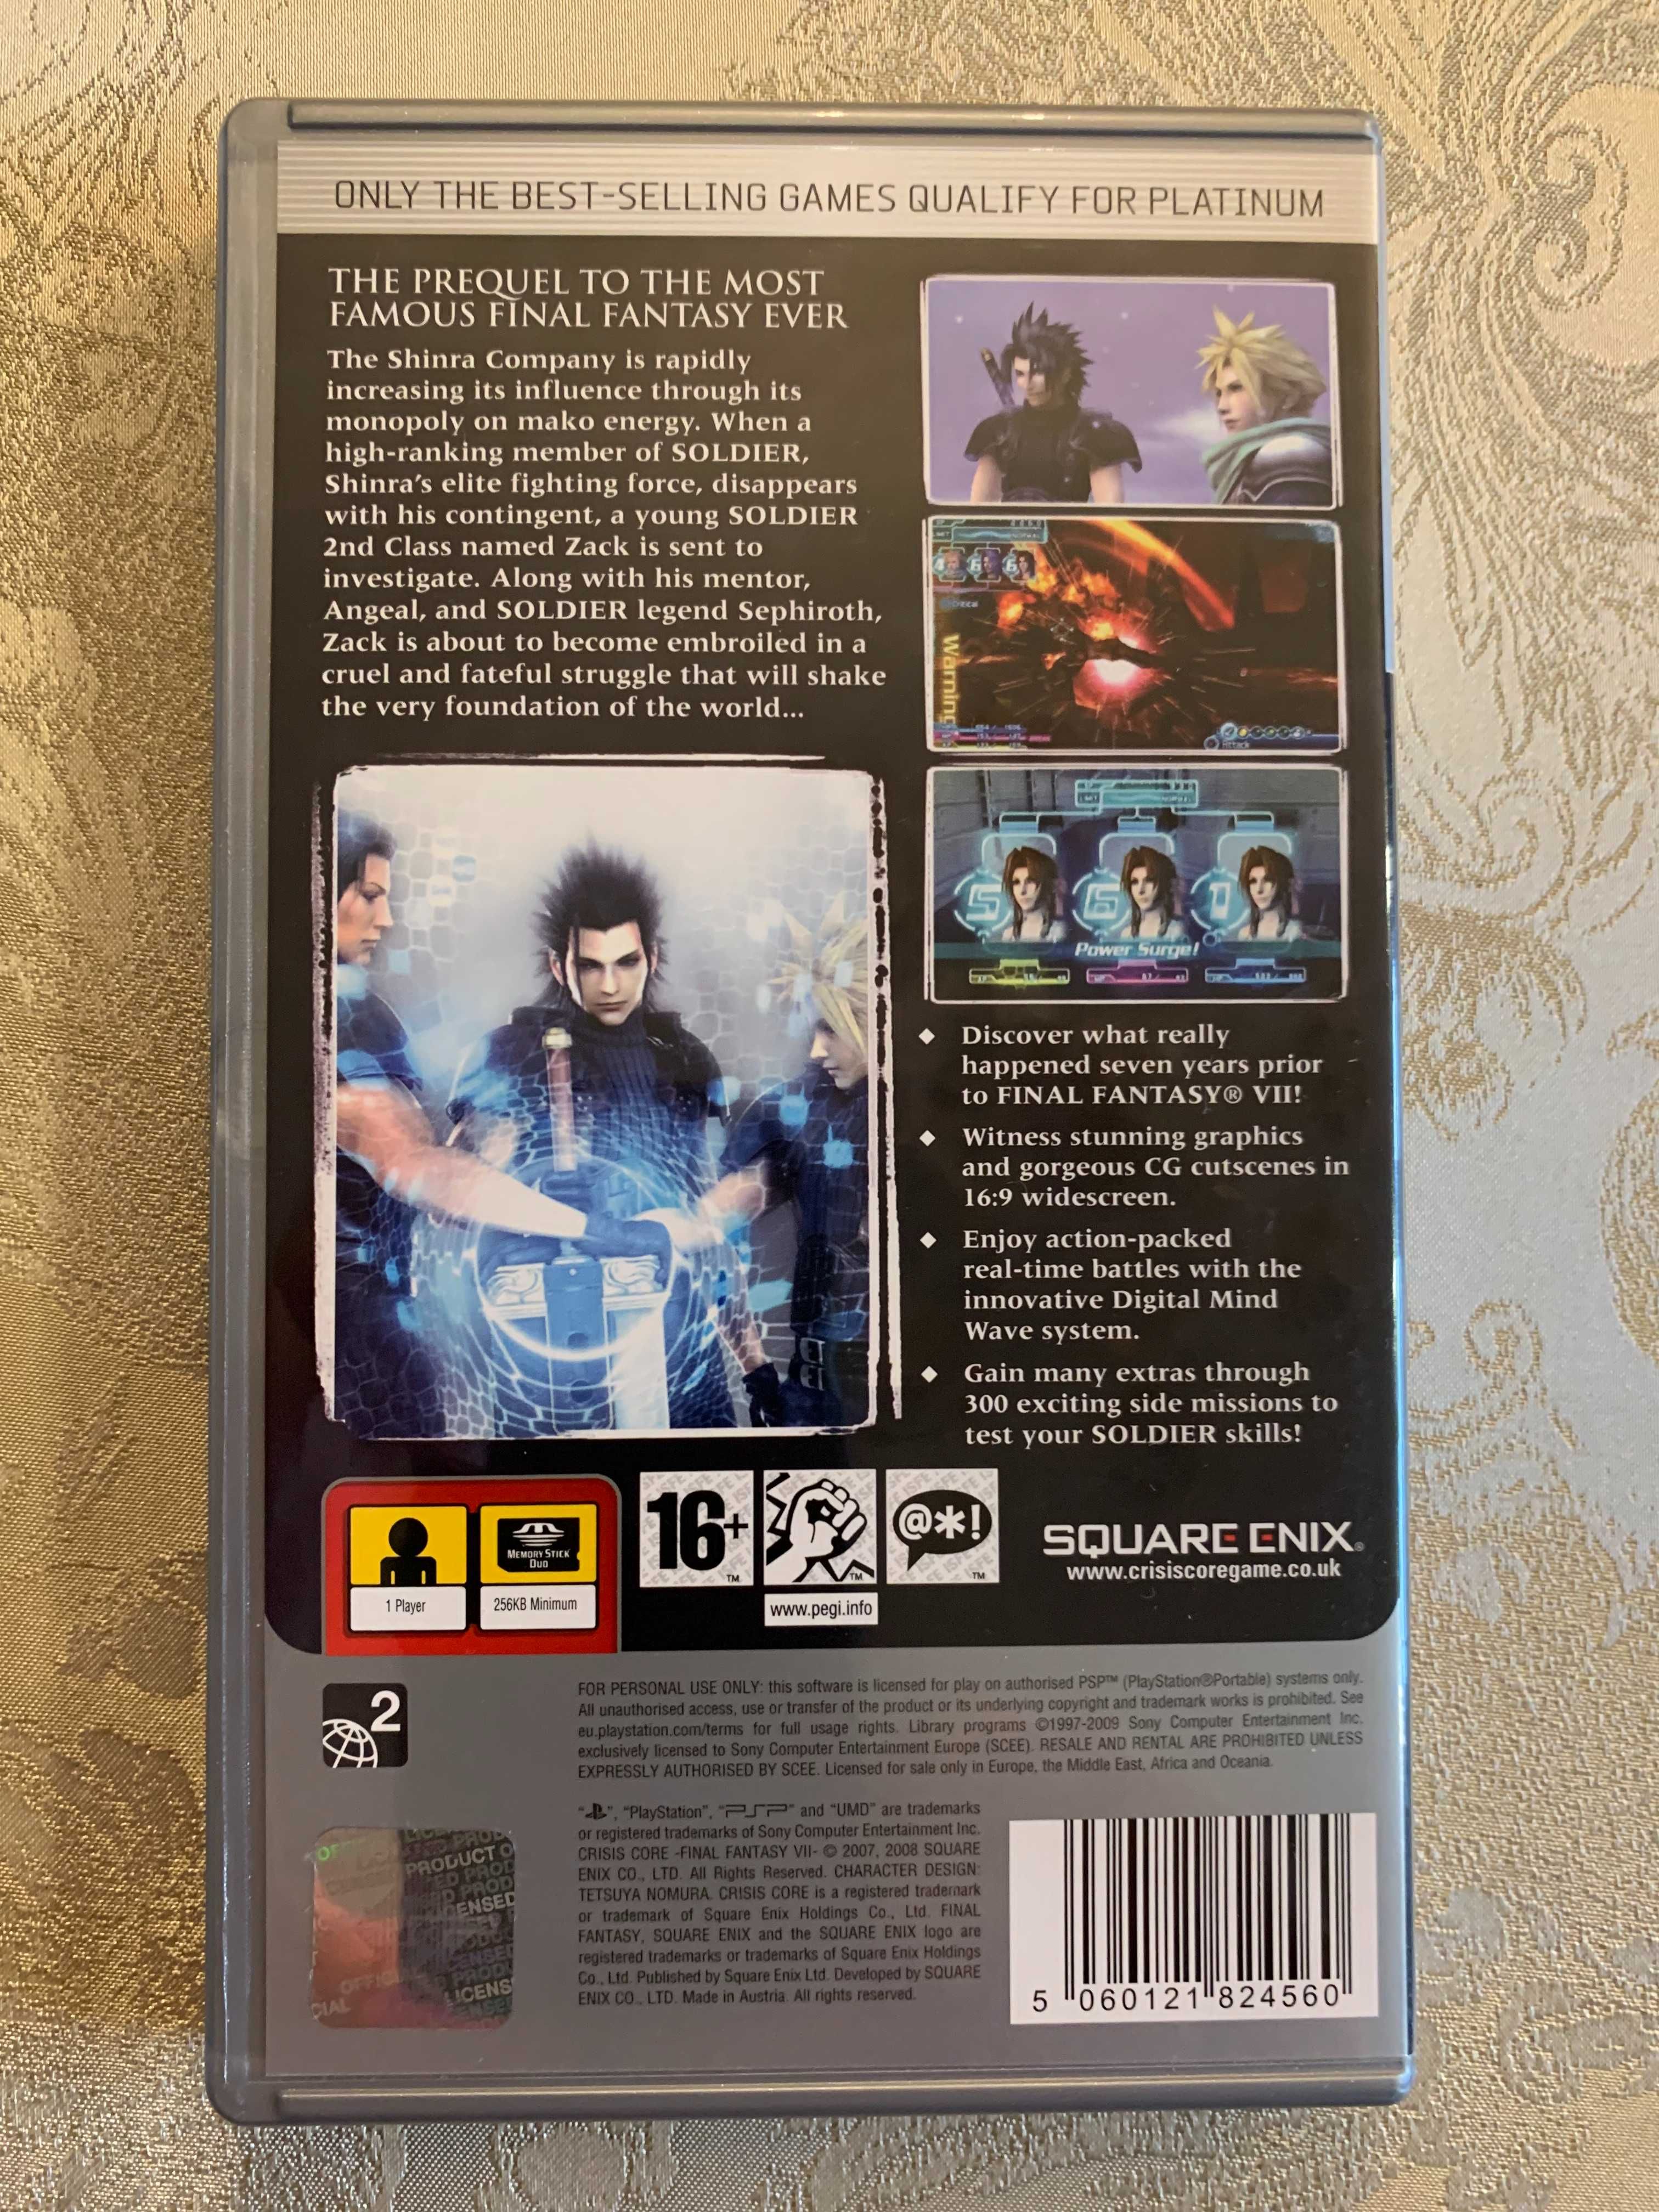 ONLY THE BEST-SELLING GAMES QUALIFY FOR PLATINUM
THE PREQUEL TO THE MOST
FAMOUS FINAL FANTASY EVER
The Shinra Company is rapidly
increasing its influence through its
monopoly on mako energy. When a
high-ranking member of SOLDIER,
Shinra's elite fighting force, disappears
with his contingent, a young SOLDIER
2nd Class named Zack is sent to
investigate. Along with his mentor,
Angeal, and SOLDIER legend Sephiroth,
Zack is about to become embroiled in a
cruel and fateful struggle that will shake
the very foundation of the world...
Warning
Attack
LIMIT NORMAL
5 6 1
Power Surge!
◆ Discover what really
happened seven years prior
to FINAL FANTASY® VII!
◆ Witness stunning graphics
and gorgeous CG cutscenes in
16:9 widescreen.
◆ Enjoy action-packed
real-time battles with the
innovative Digital Mind
Wave system.
◆ Gain many extras through
300 exciting side missions to
test your SOLDIER skills!
1 Player
MEMORY STICK
DUO
256KB Minimum
16+
TM
TM
@*!
TM
www.pegi.info
SQUARE ENIX®
www.crisiscoregame.co.uk
2
FOR PERSONAL USE ONLY: this software is licensed for play on authorised PSP™ (PlayStation®Portable) systems only.
All unauthorised access, use or transfer of the product or its underlying copyright and trademark works is prohibited. See
eu.playstation.com/terms for full usage rights. Library programs ©1997-2009 Sony Computer Entertainment Inc.
exclusively licensed to Sony Computer Entertainment Europe (SCEE). RESALE AND RENTAL ARE PROHIBITED UNLESS
EXPRESSLY AUTHORISED BY SCEE. Licensed for sale only in Europe, the Middle East, Africa and Oceania.
"", "PlayStation", "PSP" and "UMD" are trademarks
or registered trademarks of Sony Computer Entertainment Inc.
CRISIS CORE -FINAL FANTASY VII- © 2007, 2008 SQUARE
ENIX CO., LTD. All Rights Reserved. CHARACTER DESIGN:
TETSUYA NOMURA. CRISIS CORE is a registered trademark
or trademark of Square Enix Holdings Co., Ltd. FINAL
FANTASY, SQUARE ENIX and the SQUARE ENIX logo are
registered trademarks or trademarks of Square Enix Holdings
Co., Ltd. Published by Square Enix Ltd. Developed by SQUARE
ENIX CO., LTD. Made in Austria. All rights reserved.
PRODUCT
5 060121 824560